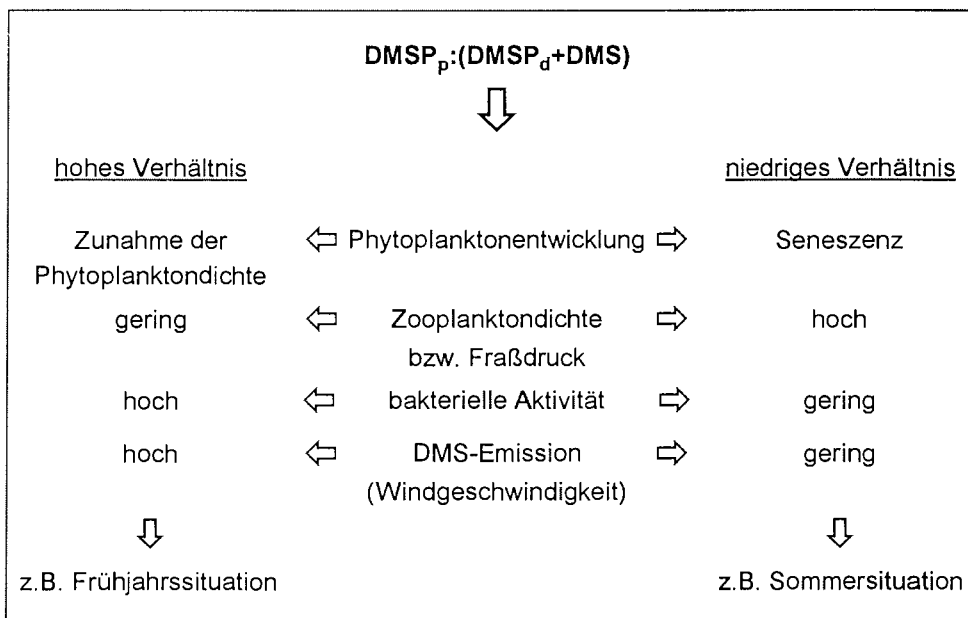 DMSPp:(DMSPd+DMS)
hohes Verhältnis niedriges Verhältnis
Zunahme der ⇦ Phytoplanktonentwicklung ⇨ Seneszenz
Phytoplanktondichte
gering ⇦ Zooplanktondichte ⇨ hoch
bzw. Fraßdruck
hoch ⇦ bakterielle Aktivität ⇨ gering
hoch ⇦ DMS-Emission ⇨ gering
(Windgeschwindigkeit)
z.B. Frühjahrssituation z.B. Sommersituation